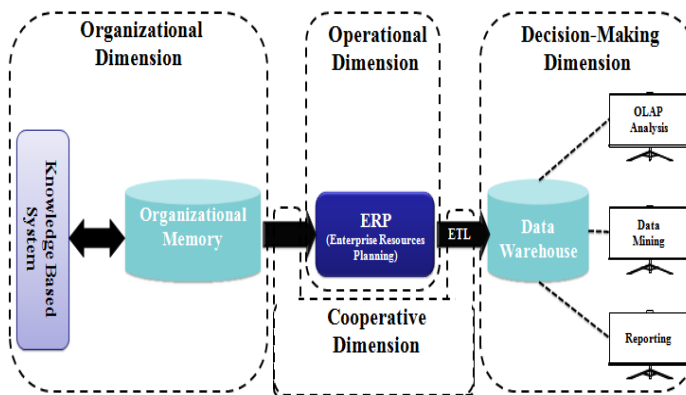 Organizational
Dimension
Operational
Dimension
Decision-Making
Dimension
Knowledge Based
System
Organizational
Memory
ERP
(Enterprise Resources
Planning)
ETL
Data
Warehouse
OLAP
Analysis
Data
Mining
Reporting
Cooperative
Dimension